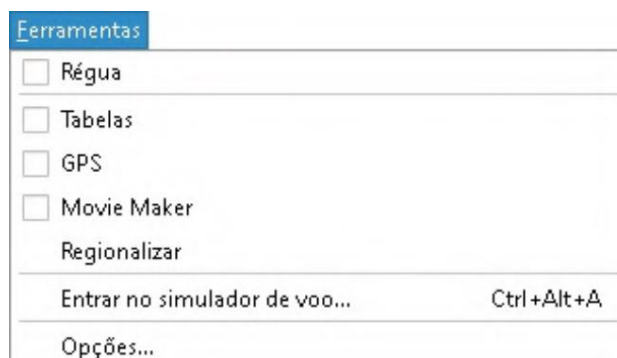 Ferramentas
Régua
Tabelas
GPS
Movie Maker
Regionalizar
Entrar no simulador de voo... Ctrl+Alt+A
Opções...